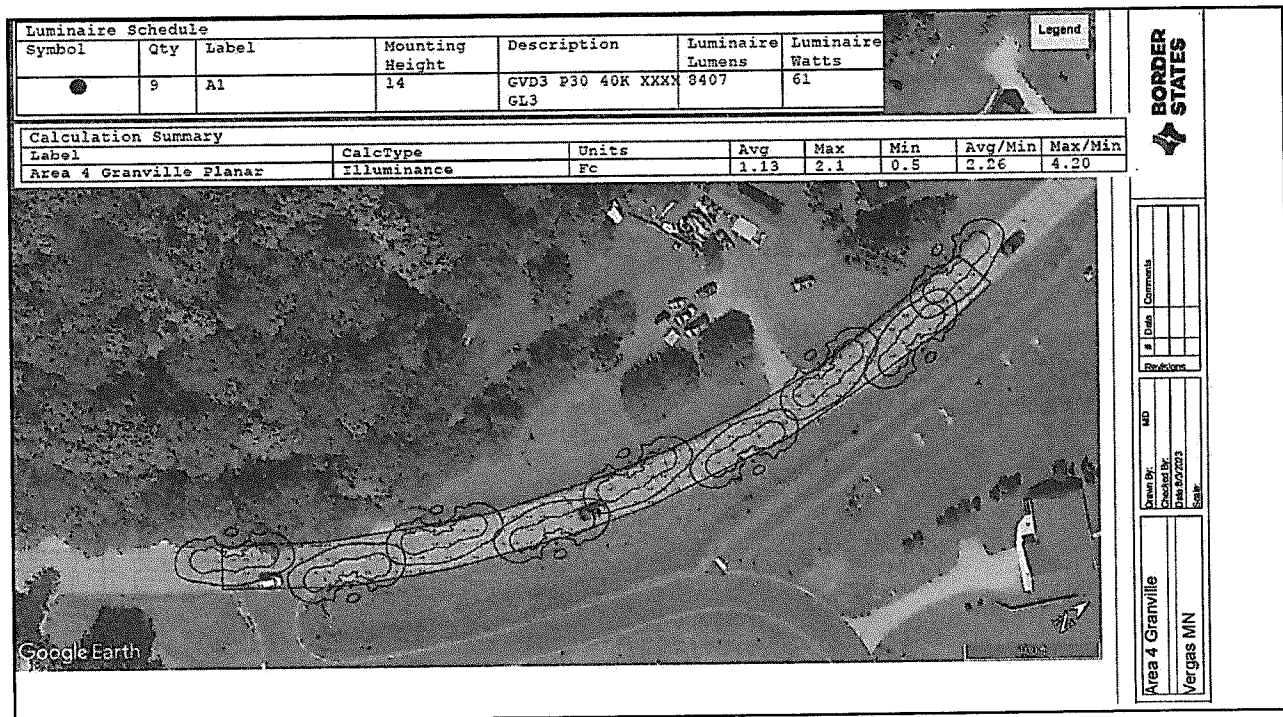 Luminaire Schedule
Symbol Qty Label Mounting Height Description Luminaire Lumens Luminaire Watts
9 A1 14 GVD3 P30 40K XXXX GL3 8407 61
Legend
Calculation Summary
Label CalcType Units Avg Max Min Avg/Min Max/Min
Area 4 Granville Planar Illuminance Fc 1.13 2.1 0.5 2.26 4.20
Google Earth
BORDER
STATES
# Date Comments
Revisions
Drawn By: MD
Checked By:
Date:8/3/2023
Scale:
Area 4 Granville
Vergas MN